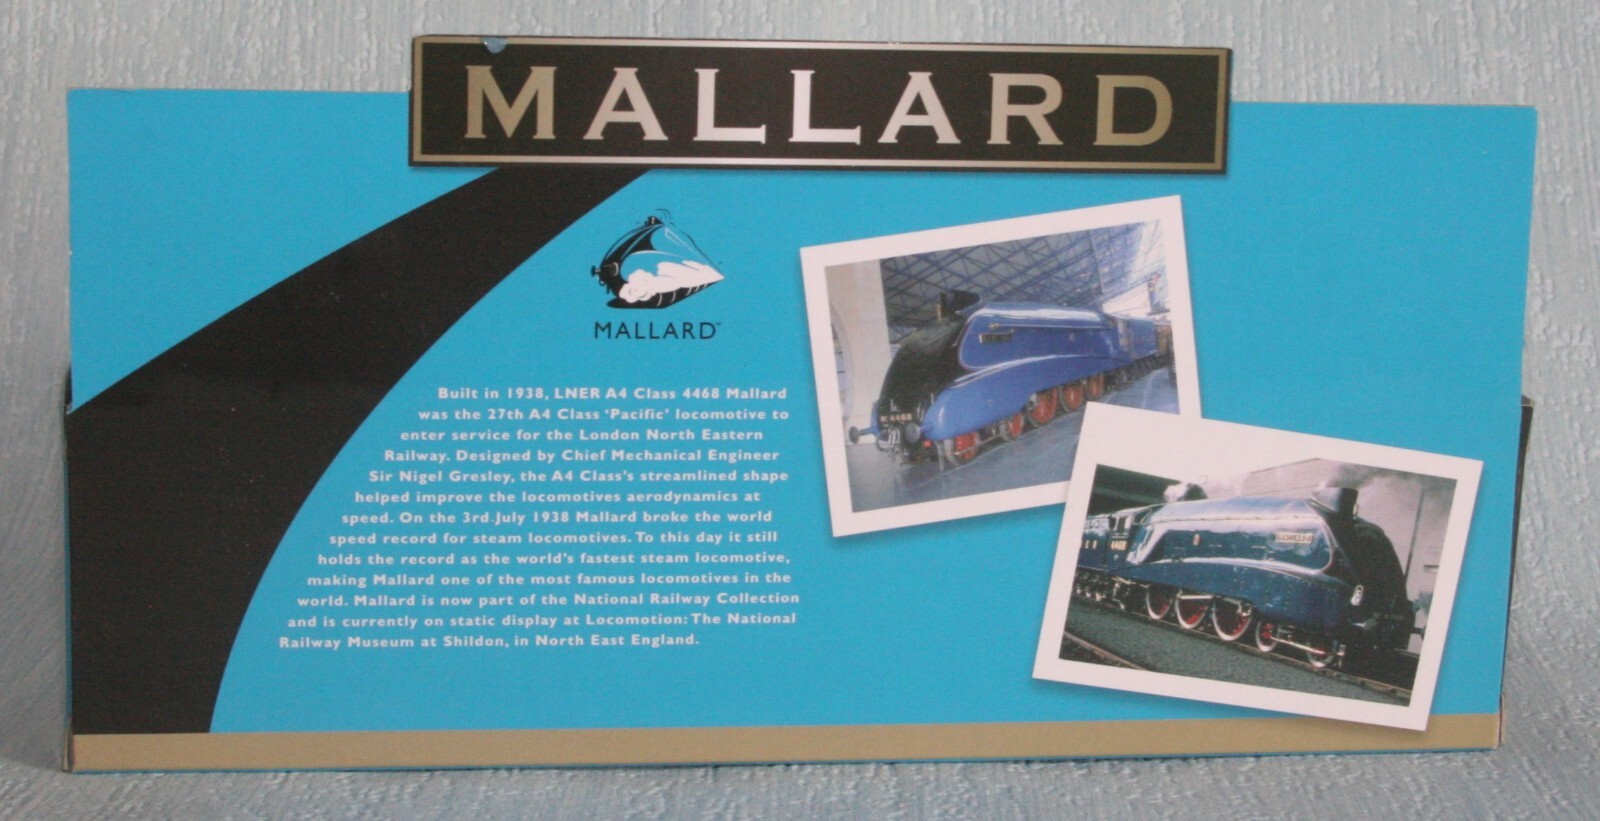 MALLARD
MALLARD™
Built in 1938, LNER A4 Class 4468 Mallard
was the 27th A4 Class ‘Pacific’ locomotive to
enter service for the London North Eastern
Railway. Designed by Chief Mechanical Engineer
Sir Nigel Gresley, the A4 Class’s streamlined shape
helped improve the locomotives aerodynamics at
speed. On the 3rd July 1938 Mallard broke the world
speed record for steam locomotives. To this day it still
holds the record as the world’s fastest steam locomotive,
making Mallard one of the most famous locomotives in the
world. Mallard is now part of the National Railway Collection
and is currently on static display at Locomotion: The National
Railway Museum at Shildon, in North East England.
Nº 4468
4468